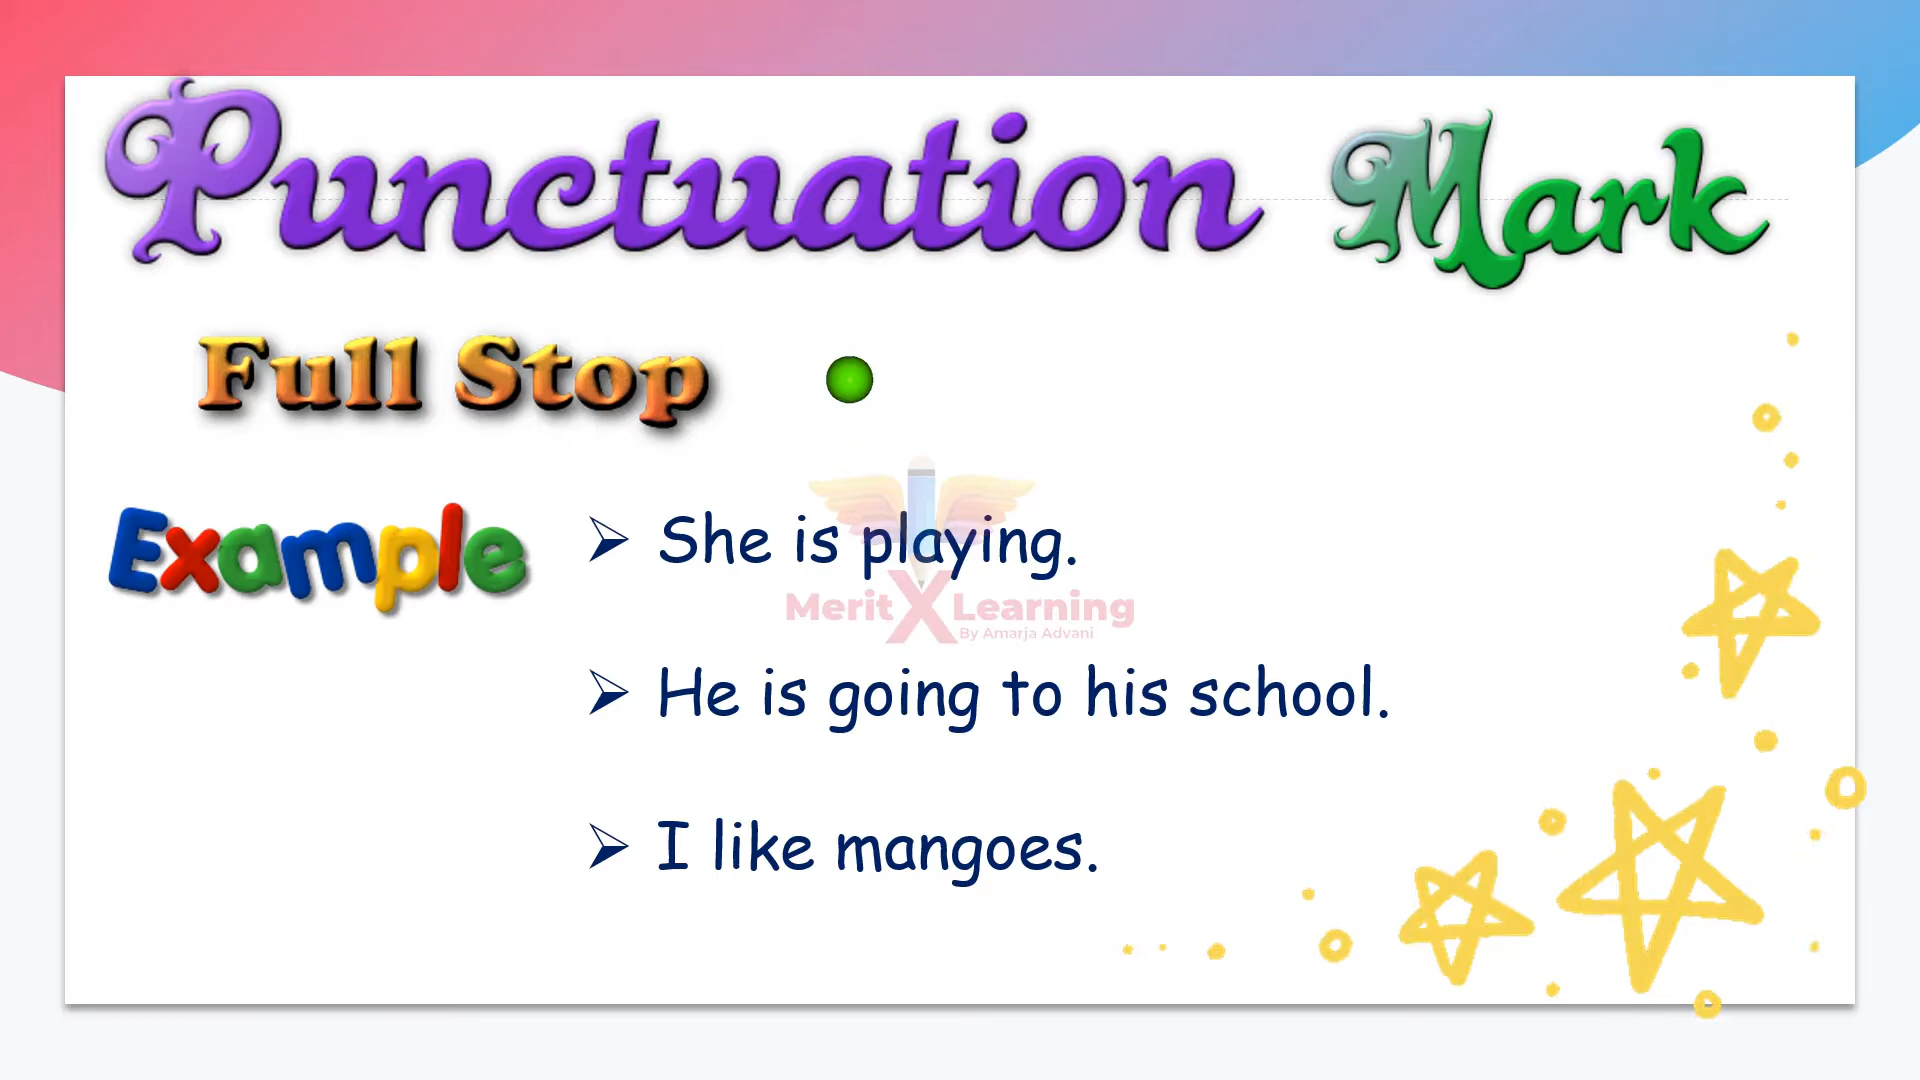 Punctuation Mark
Full Stop
Example
She is playing.
Merit X Learning
By Amarja Advani
He is going to his school.
I like mangoes.